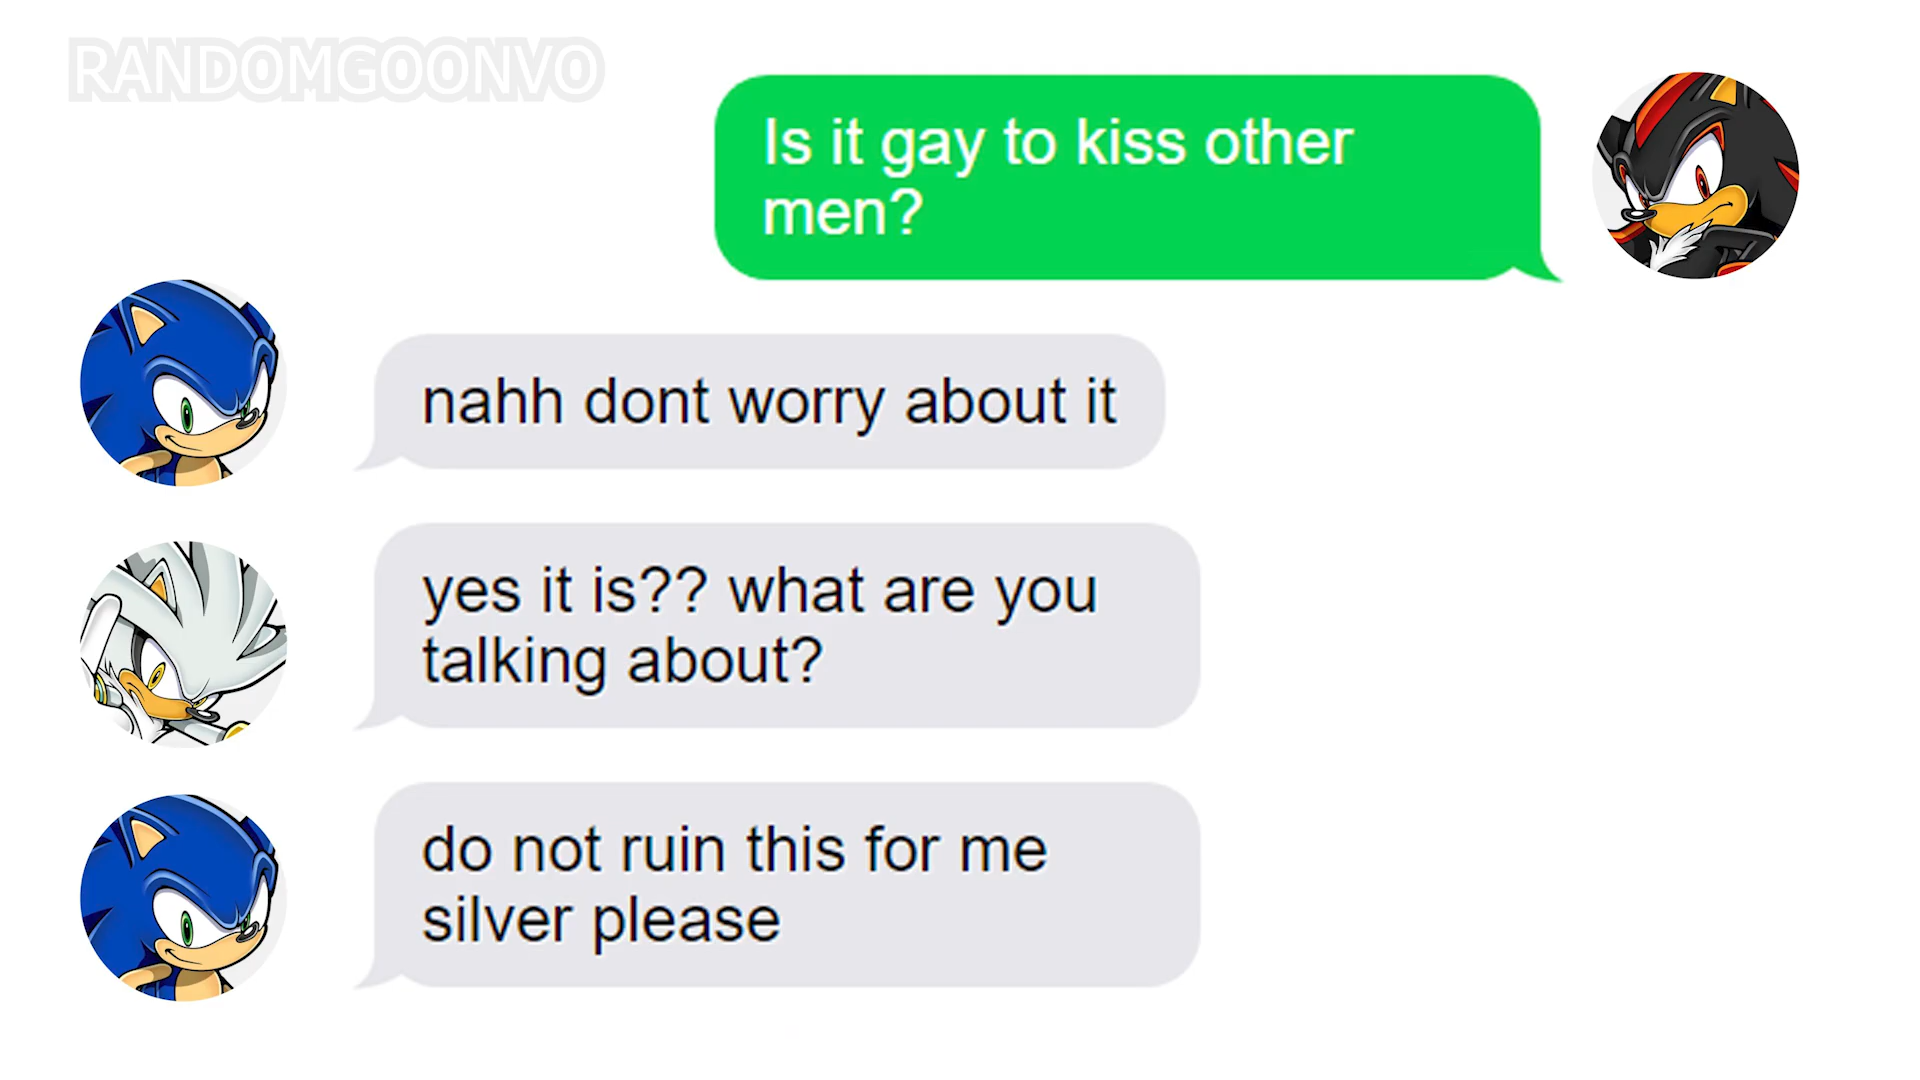 RANDOMGOONVO
Is it gay to kiss other
men?
nahh dont worry about it
yes it is?? what are you
talking about?
do not ruin this for me
silver please